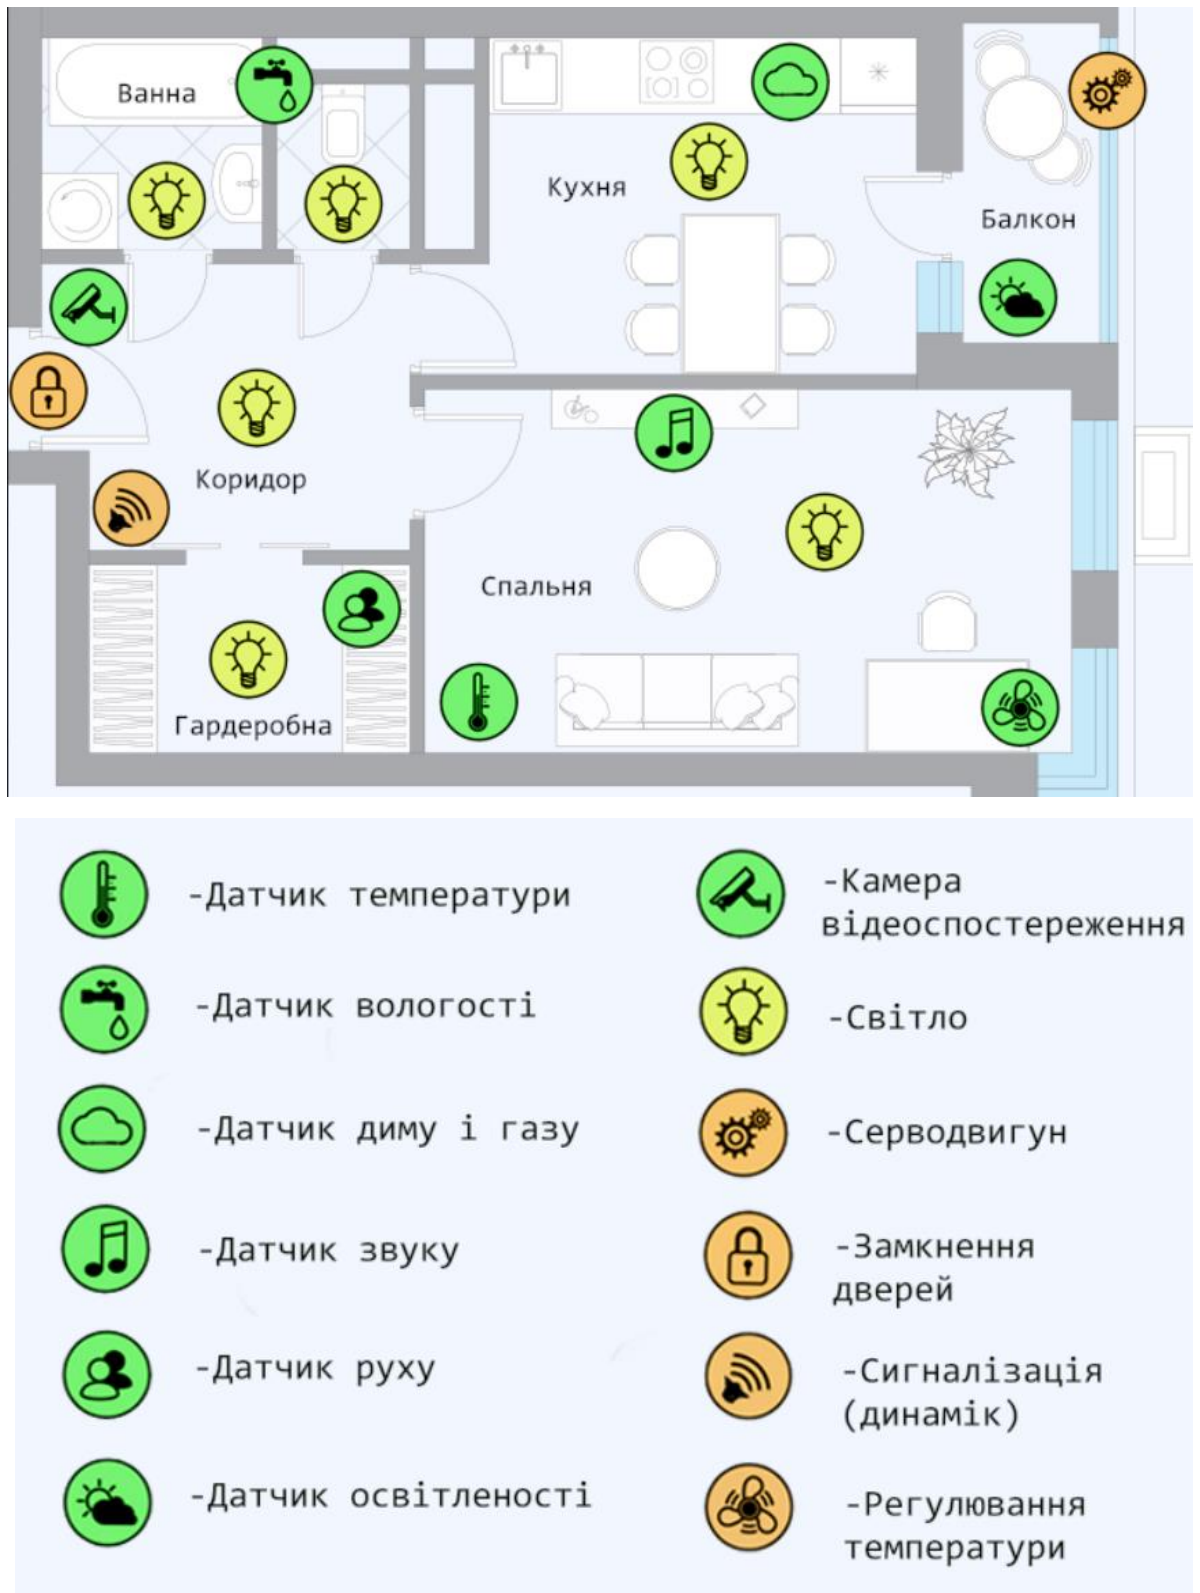 Ванна
Кухня
Балкон
Коридор
Спальня
Гардеробна
-Датчик температури
-Датчик вологості
-Датчик диму і газу
-Датчик звуку
-Датчик руху
-Датчик освітленості
-Камера
відеоспостереження
-Світло
-Серводвигун
-Замкнення
дверей
-Сигналізація
(динамік)
-Регулювання
температури